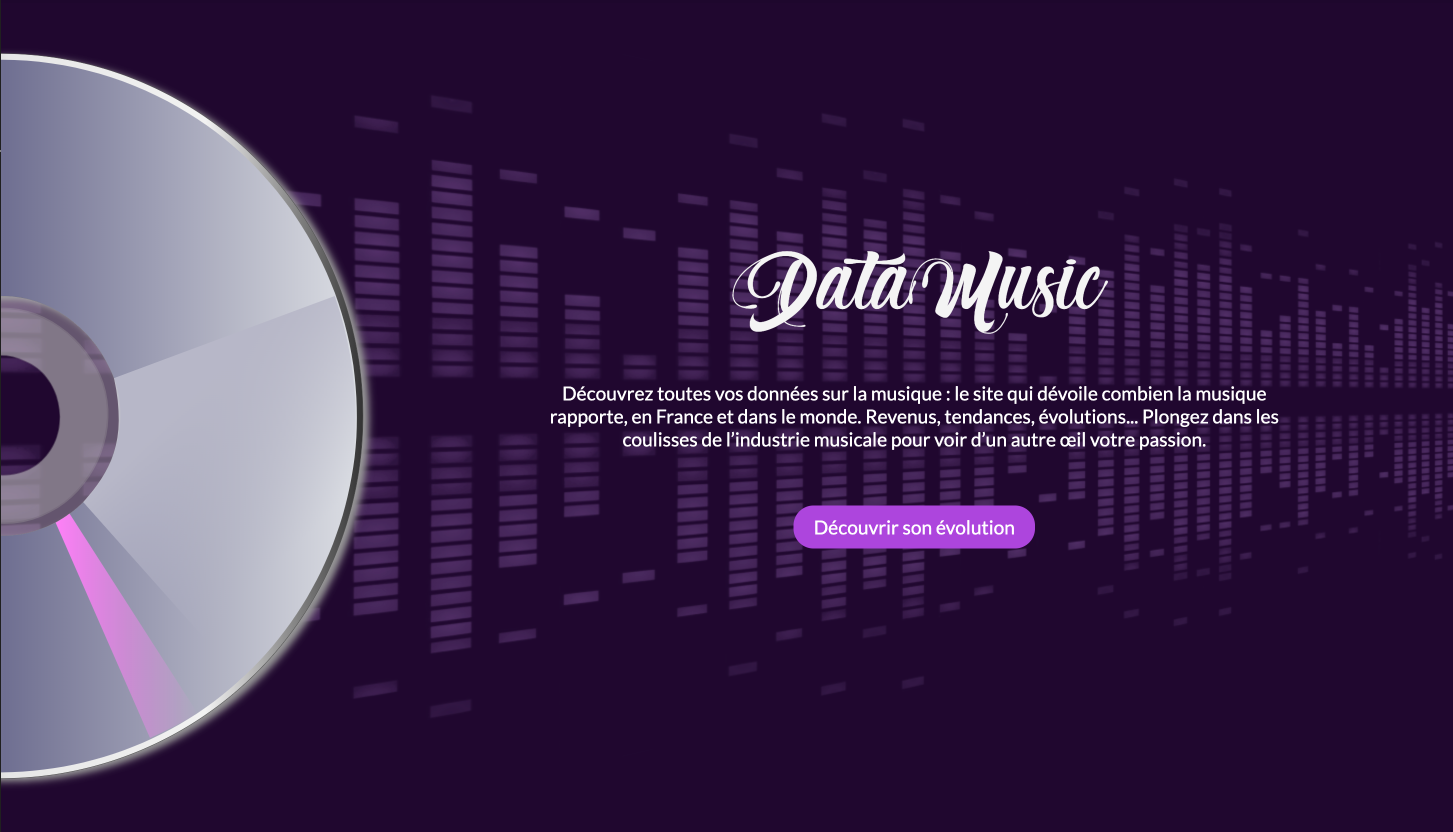 Data Music
Découvrez toutes vos données sur la musique : le site qui dévoile combien la musique
rapporte, en France et dans le monde. Revenus, tendances, évolutions... Plongez dans les
coulisses de l’industrie musicale pour voir d’un autre œil votre passion.
Découvrir son évolution